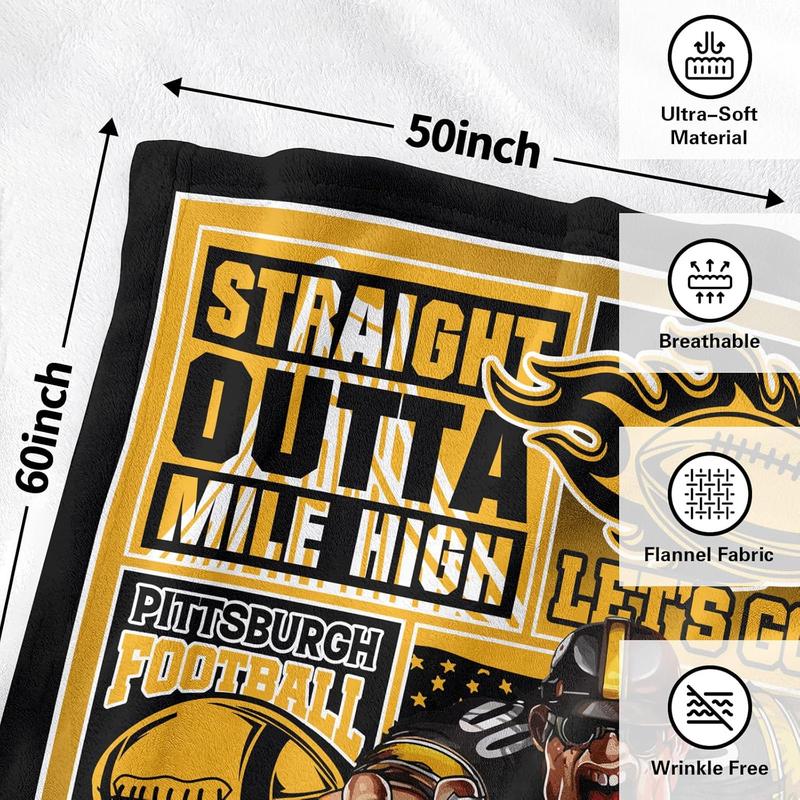 50inch
60inch
Ultra-Soft
Material
Breathable
Flannel Fabric
Wrinkle Free
STRAIGHT
OUTTA
MILE HIGH
LET'S GO
PITTSBURGH
FOOTBALL